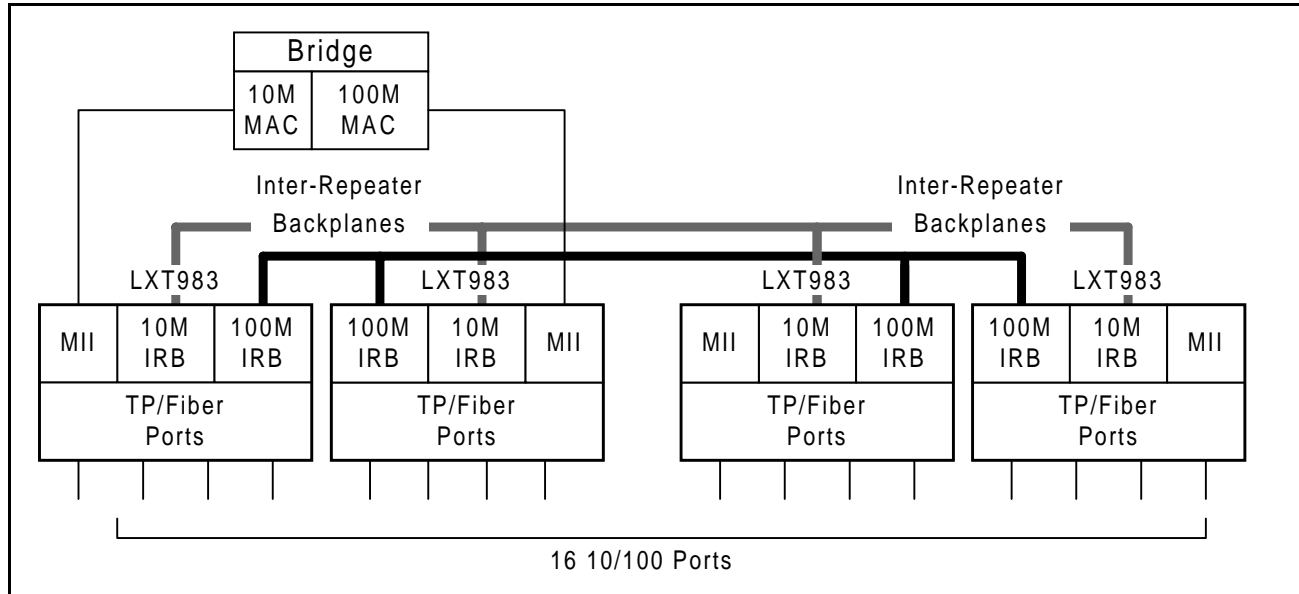 Bridge
10M
MAC
100M
MAC
Inter-Repeater
Backplanes
Inter-Repeater
Backplanes
LXT983
LXT983
LXT983
LXT983
MII
10M
IRB
100M
IRB
100M
IRB
10M
IRB
MII
MII
10M
IRB
100M
IRB
100M
IRB
10M
IRB
MII
TP/Fiber
Ports
TP/Fiber
Ports
TP/Fiber
Ports
TP/Fiber
Ports
16 10/100 Ports